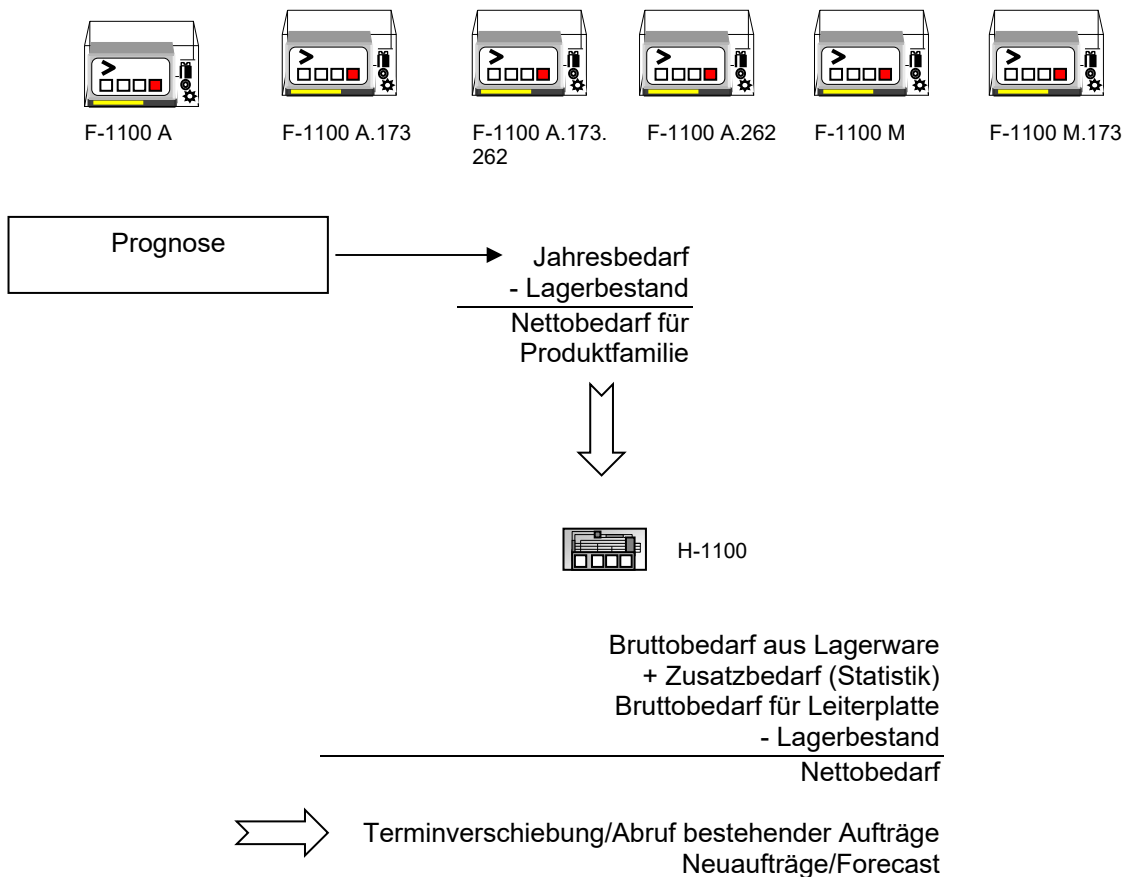 F-1100 A
F-1100 A.173
F-1100 A.173.
262
F-1100 A.262
F-1100 M
F-1100 M.173
Prognose
Jahresbedarf
- Lagerbestand
Nettobedarf für
Produktfamilie
H-1100
Bruttobedarf aus Lagerware
+ Zusatzbedarf (Statistik)
Bruttobedarf für Leiterplatte
- Lagerbestand
Nettobedarf
Terminverschiebung/Abruf bestehender Aufträge
Neuaufträge/Forecast